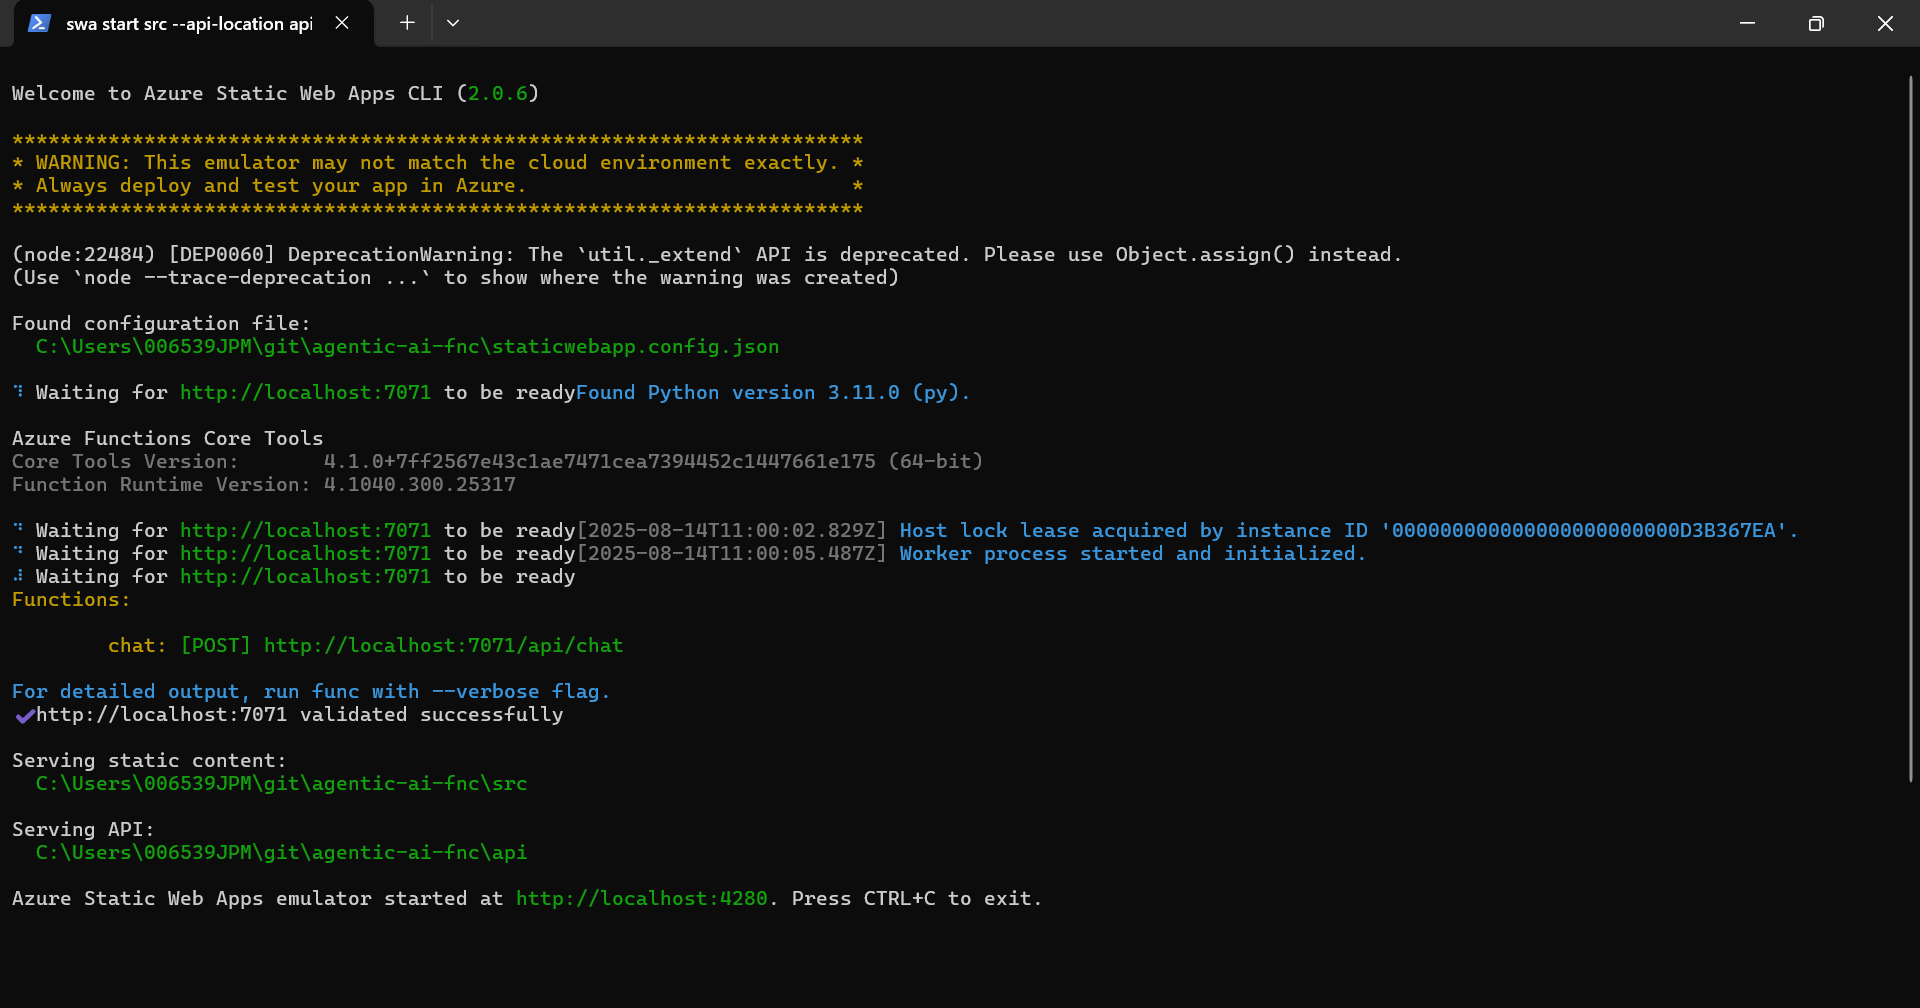 swa start src --api-location api
Welcome to Azure Static Web Apps CLI (2.0.6)
***********************************************************************
* WARNING: This emulator may not match the cloud environment exactly. *
* Always deploy and test your app in Azure.                           *
***********************************************************************
(node:22484) [DEP0060] DeprecationWarning: The `util._extend` API is deprecated. Please use Object.assign() instead.
(Use `node --trace-deprecation ...` to show where the warning was created)
Found configuration file:
  C:\Users\006539JPM\git\agentic-ai-fnc\staticwebapp.config.json
⠹ Waiting for http://localhost:7071 to be readyFound Python version 3.11.0 (py).
Azure Functions Core Tools
Core Tools Version:       4.1.0+7ff2567e43c1ae7471cea7394452c1447661e175 (64-bit)
Function Runtime Version: 4.1040.300.25317
⠙ Waiting for http://localhost:7071 to be ready[2025-08-14T11:00:02.829Z] Host lock lease acquired by instance ID '000000000000000000000000D3B367EA'.
⠙ Waiting for http://localhost:7071 to be ready[2025-08-14T11:00:05.487Z] Worker process started and initialized.
⠼ Waiting for http://localhost:7071 to be ready
Functions:
        chat: [POST] http://localhost:7071/api/chat
For detailed output, run func with --verbose flag.
✔http://localhost:7071 validated successfully
Serving static content:
  C:\Users\006539JPM\git\agentic-ai-fnc\src
Serving API:
  C:\Users\006539JPM\git\agentic-ai-fnc\api
Azure Static Web Apps emulator started at http://localhost:4280. Press CTRL+C to exit.